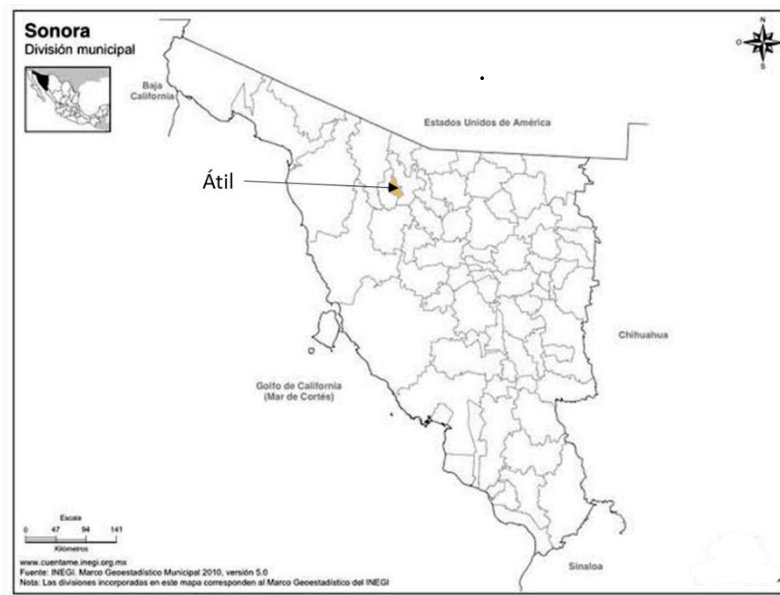 Sonora
División municipal
N
O
S
Baja
California
Estados Unidos de América
Átil
Chihuahua
Golfo de California
(Mar de Cortés)
Escala
0 47 94 141
Kilómetros
www.cuentame.inegi.org.mx
Fuente: INEGI. Marco Geoestadístico Municipal 2010, versión 5.0
Nota: Las divisiones incorporadas en este mapa corresponden al Marco Geoestadístico del INEGI
Sinaloa